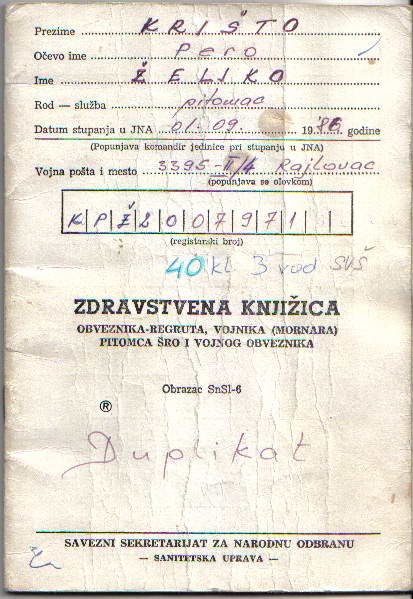 Prezime KRIŠTO
Očevo ime Pero
Ime ŽELJKO
Rod — služba pitomac
Datum stupanja u JNA 01. 09. 1986. godine
(Popunjava komandir jedinice pri stupanju u JNA)
Vojna pošta i mesto 3395-II/4 Rajlovac
(popunjava se olovkom)
KPŽ2007971
(registarski broj)
40 kl 3 vod SVŠ
ZDRAVSTVENA KNJIŽICA
OBVEZNIKA-REGRUTA, VOJNIKA (MORNARA)
PITOMCA ŠRO I VOJNOG OBVEZNIKA
Obrazac SnSl-6
®
Duplikat
SAVEZNI SEKRETARIJAT ZA NARODNU ODBRANU
— SANITETSKA UPRAVA —